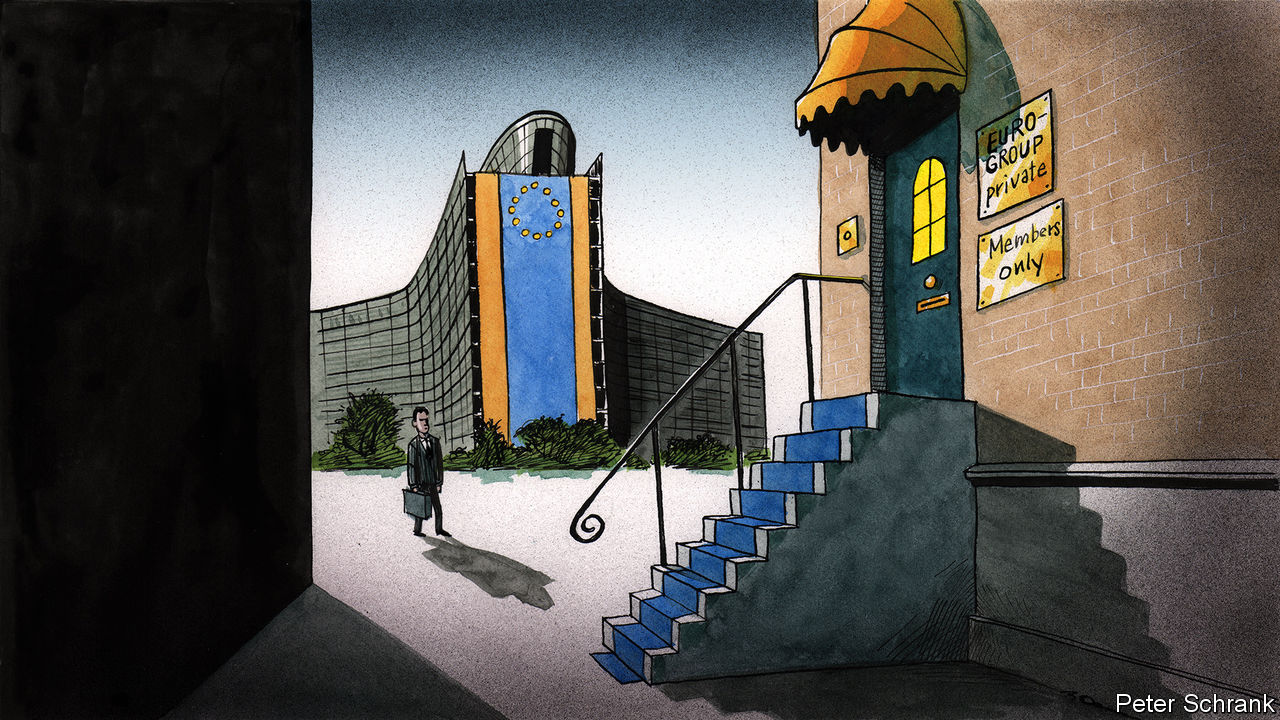 EURO-
GROUP
private
Members
only
Peter Schrank